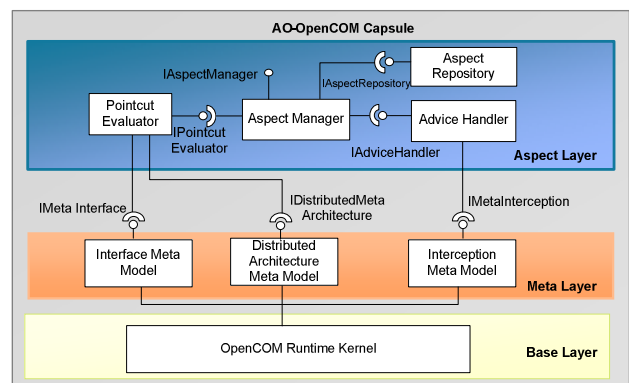 AO-OpenCOM Capsule
IAspectManager
Aspect
Repository
IAspectRepository
Pointcut
Evaluator
IPointcut
Evaluator
Aspect Manager
Advice Handler
IAdviceHandler
Aspect Layer
IMeta Interface
IDistributedMeta
Architecture
IMetaInterception
Interface Meta
Model
Distributed
Architecture
Meta Model
Interception
Meta Model
Meta Layer
OpenCOM Runtime Kernel
Base Layer